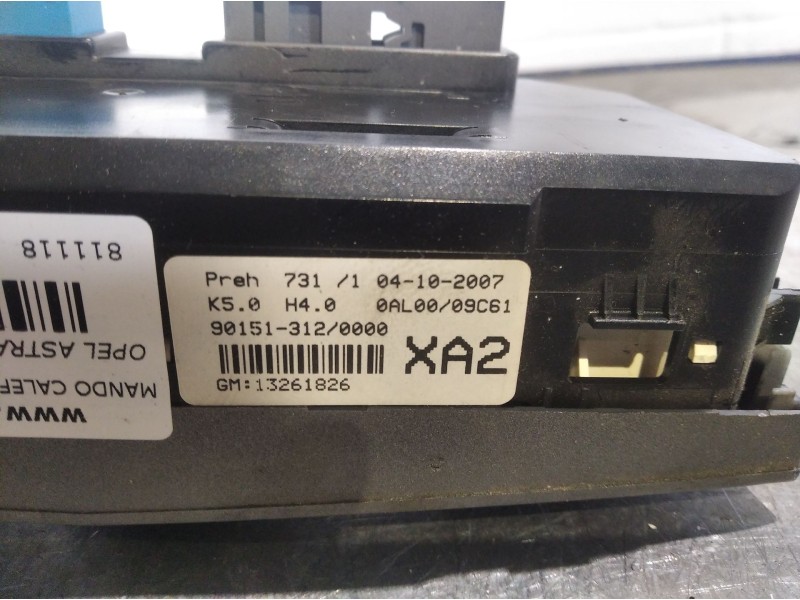 Preh 731 /1 04-10-2007
K5.0 H4.0 0AL00/09C61
90151-312/0000
XA2
GM:13261826
WWW.
MANDO CALEF
OPEL ASTRA
811118